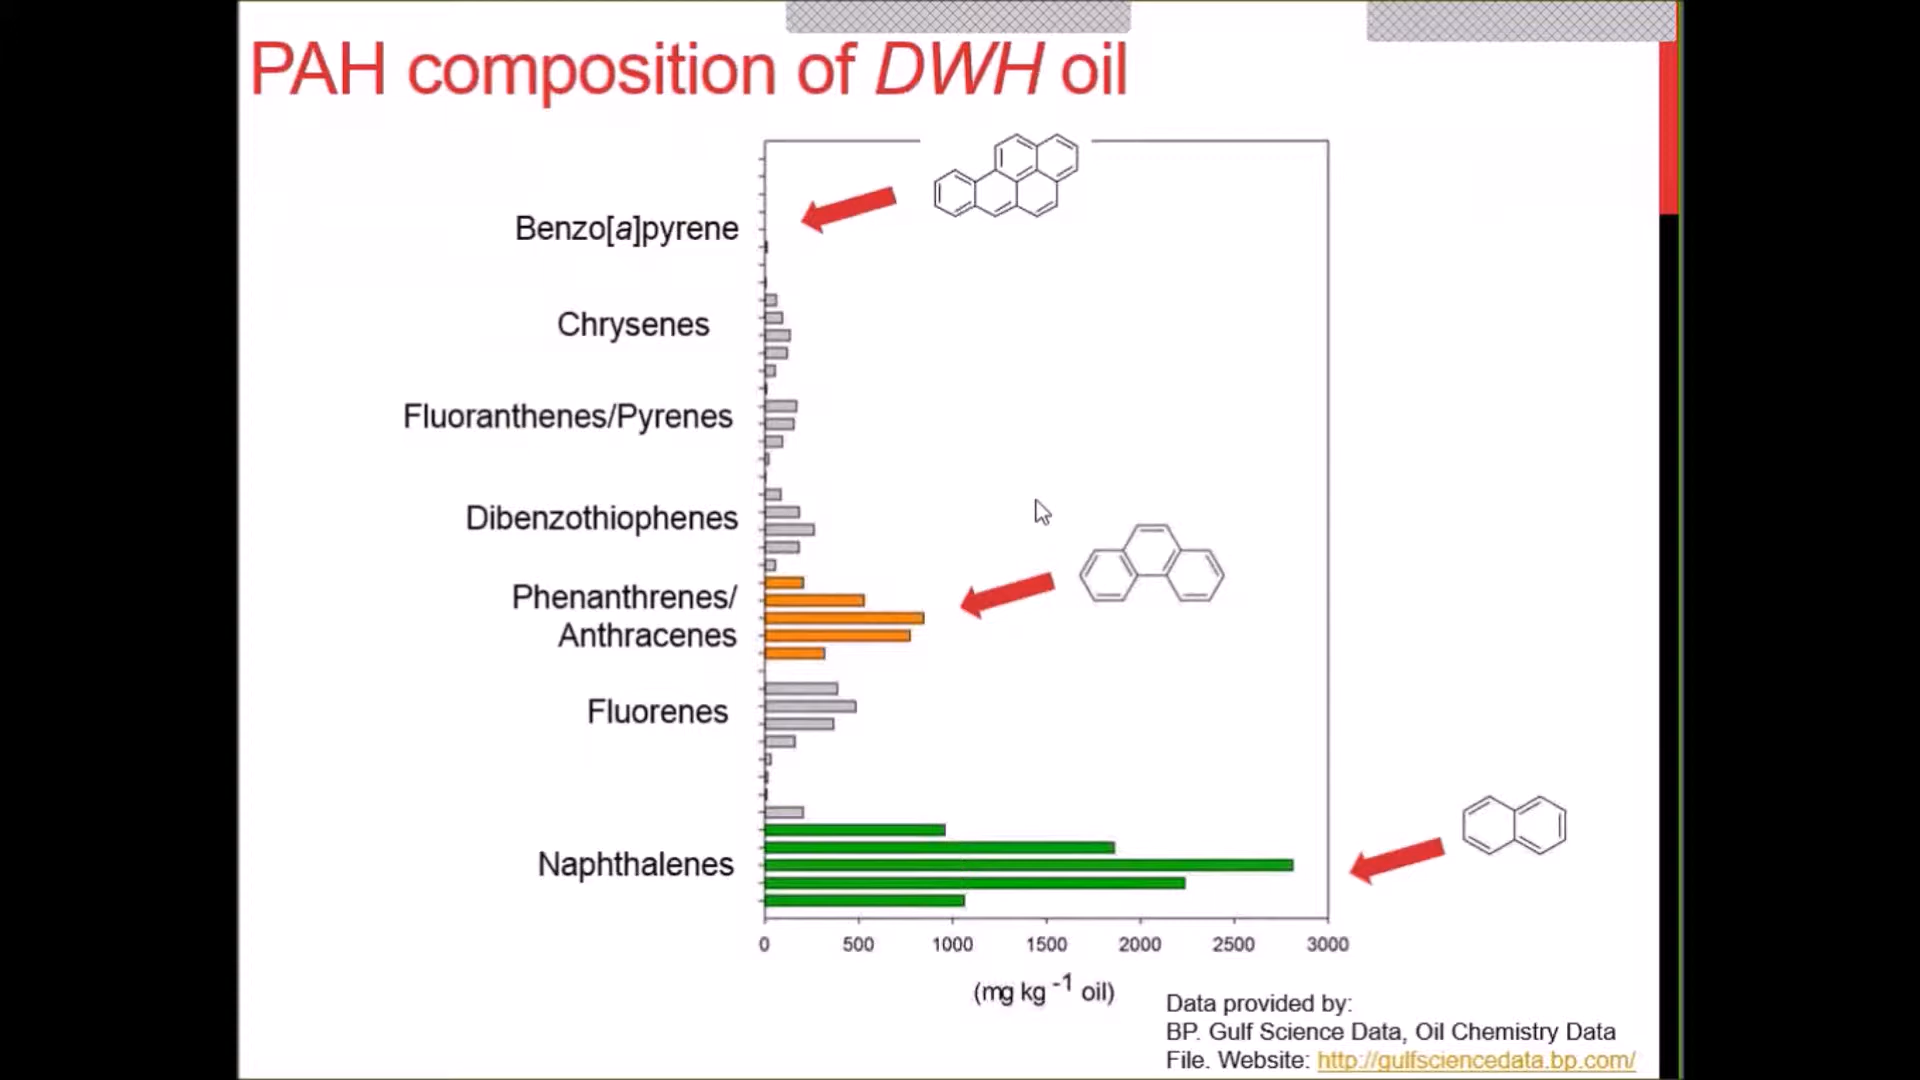 PAH composition of DWH oil
Benzo[a]pyrene
Chrysenes
Fluoranthenes/Pyrenes
Dibenzothiophenes
Phenanthrenes/
Anthracenes
Fluorenes
Naphthalenes
0 500 1000 1500 2000 2500 3000
(mg kg⁻¹ oil)
Data provided by:
BP. Gulf Science Data, Oil Chemistry Data
File. Website: http://gulfsciencedata.bp.com/